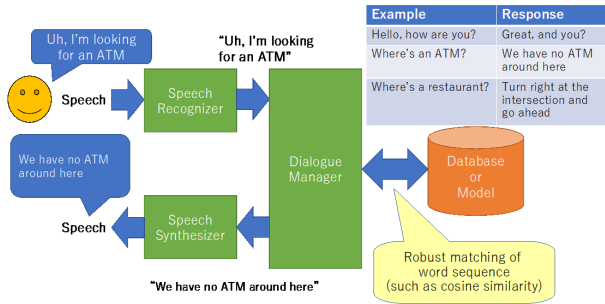 Uh, I'm looking
for an ATM
"Uh, I'm looking
for an ATM"
Example Response
Hello, how are you? Great, and you?
Where's an ATM? We have no ATM
around here
Where's a restaurant? Turn right at the
intersection and
go ahead
Speech
Speech
Recognizer
We have no ATM
around here
Dialogue
Manager
Database
or
Model
Speech
Speech
Synthesizer
Robust matching of
word sequence
(such as cosine similarity)
"We have no ATM around here"